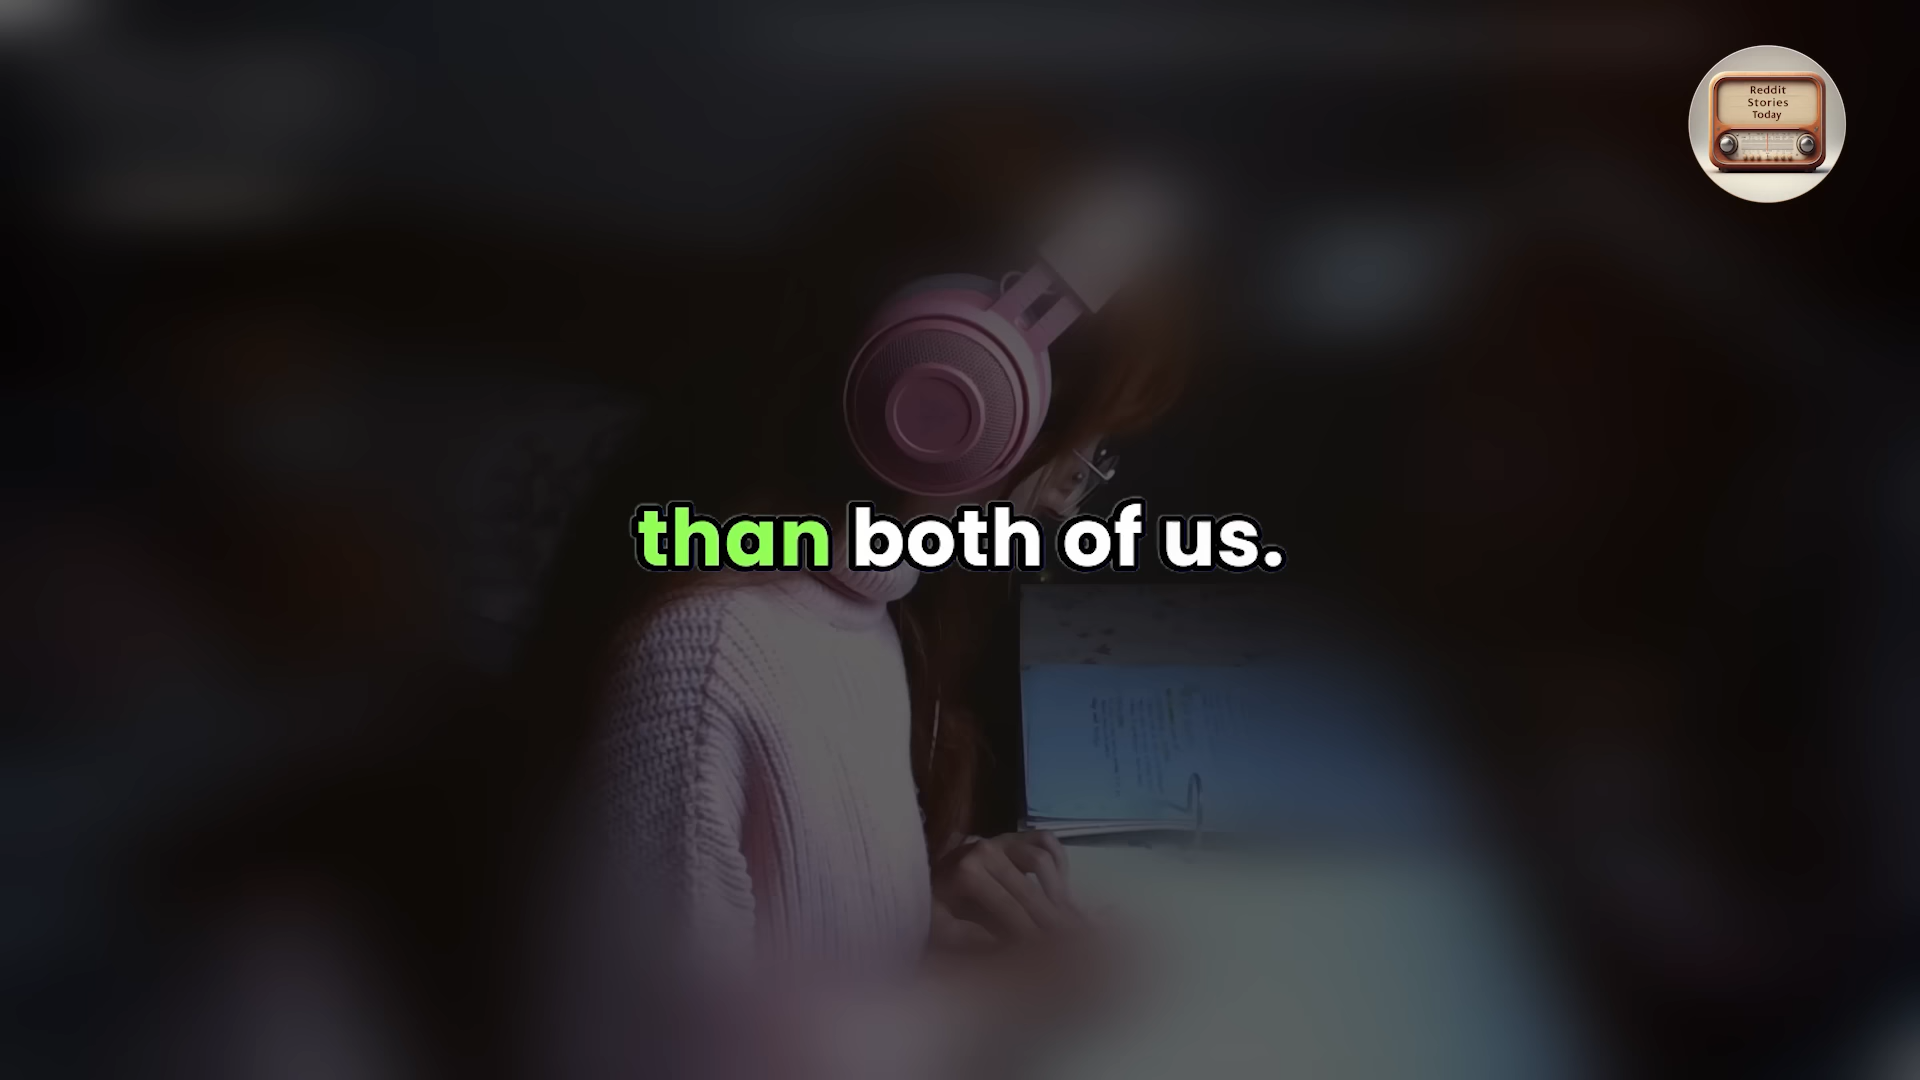 Reddit
Stories
Today
than both of us.